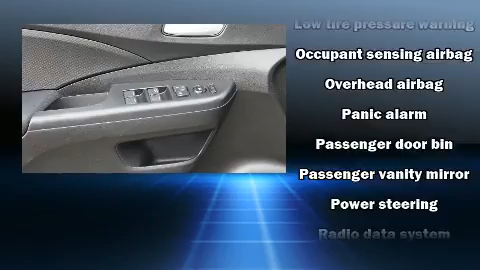 Low tire pressure warning
Occupant sensing airbag
Overhead airbag
Panic alarm
Passenger door bin
Passenger vanity mirror
Power steering
Radio data system